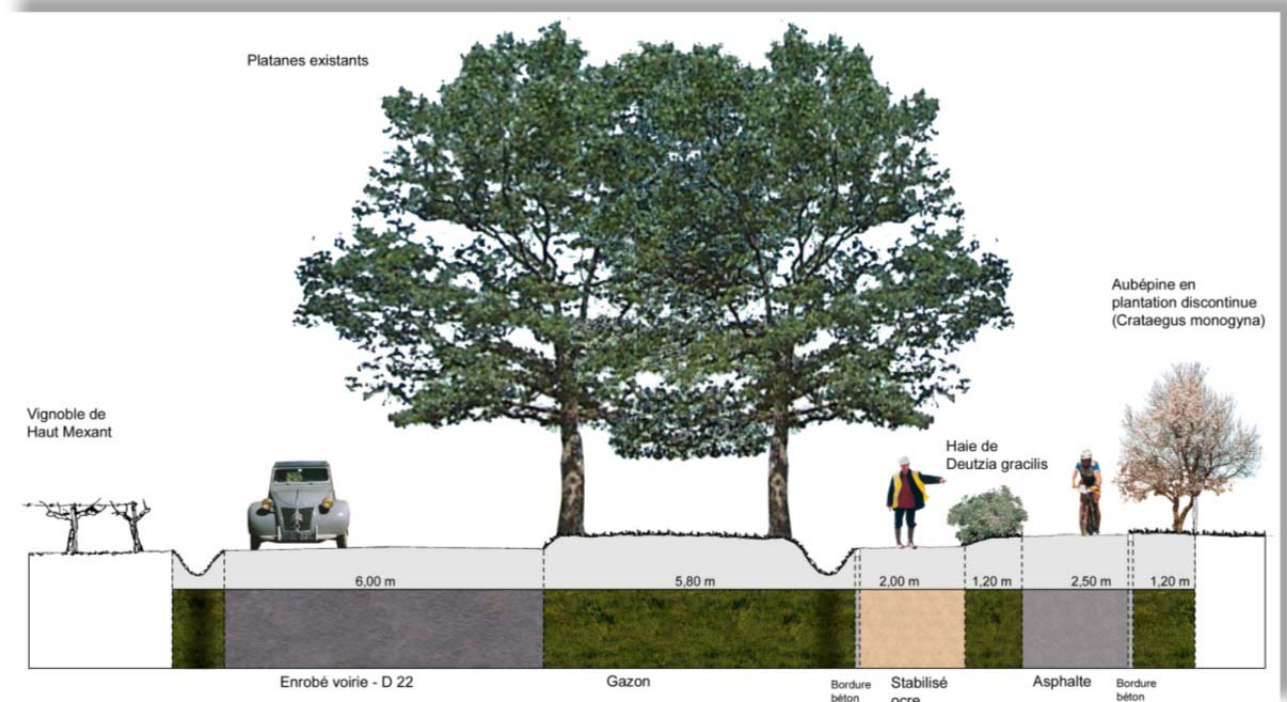 Platanes existants
Aubépine en
plantation discontinue
(Crataegus monogyna)
Vignoble de
Haut Mexant
Haie de
Deutzia gracilis
6,00 m
5,80 m
2,00 m
1,20 m
2,50 m
1,20 m
Enrobé voirie - D 22
Gazon
Bordure
béton
Stabilisé
ocre
Asphalte
Bordure
béton